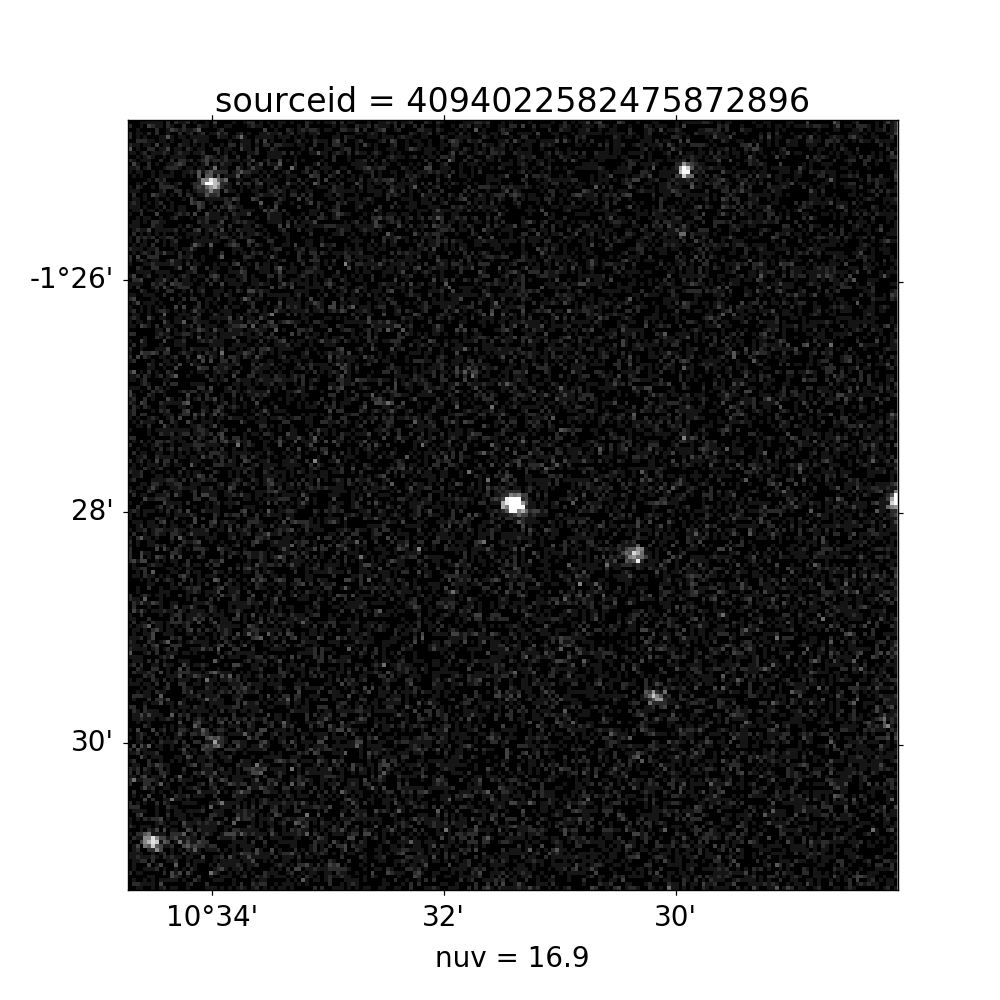 sourceid = 4094022582475872896
-1°26'
28'
30'
10°34' 32' 30'
nuv = 16.9